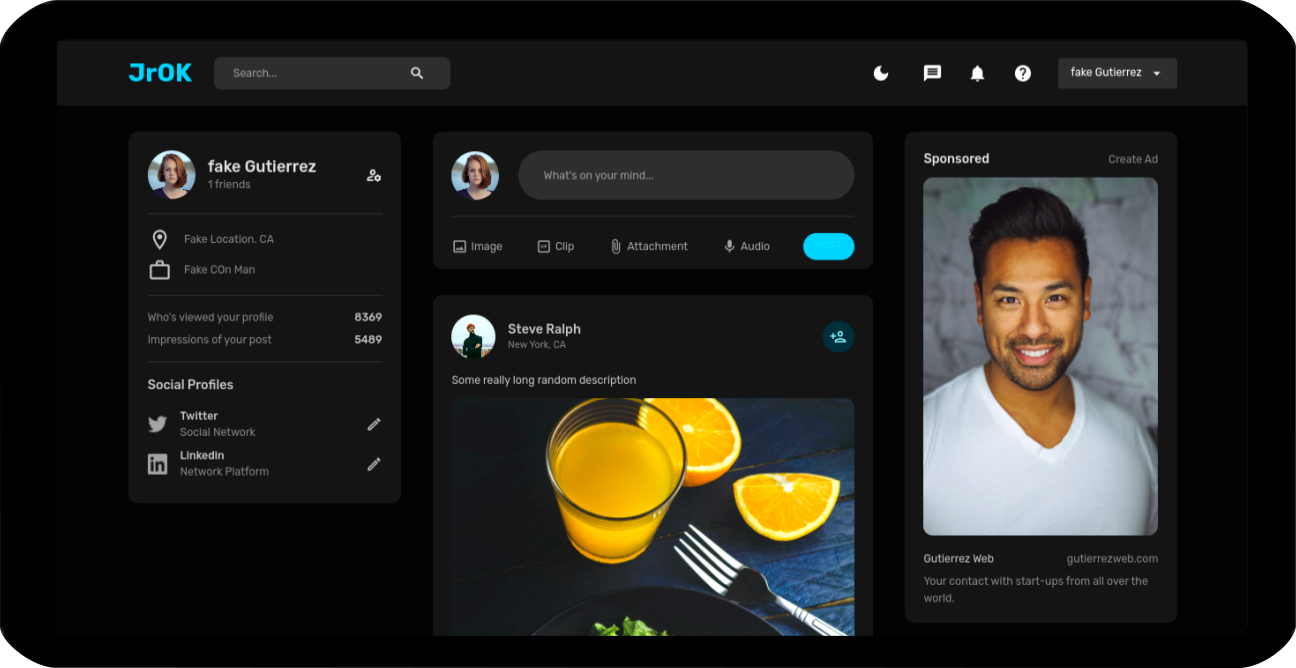 JrOK
Search...
fake Gutierrez
fake Gutierrez
1 friends
Fake Location. CA
Fake COn Man
Who's viewed your profile 8369
Impressions of your post 5489
Social Profiles
Twitter
Social Network
Linkedin
Network Platform
What's on your mind...
Image Clip Attachment Audio POST
Steve Ralph
New York, CA
Some really long random description
Sponsored Create Ad
Gutierrez Web gutierrezweb.com
Your contact with start-ups from all over the
world.